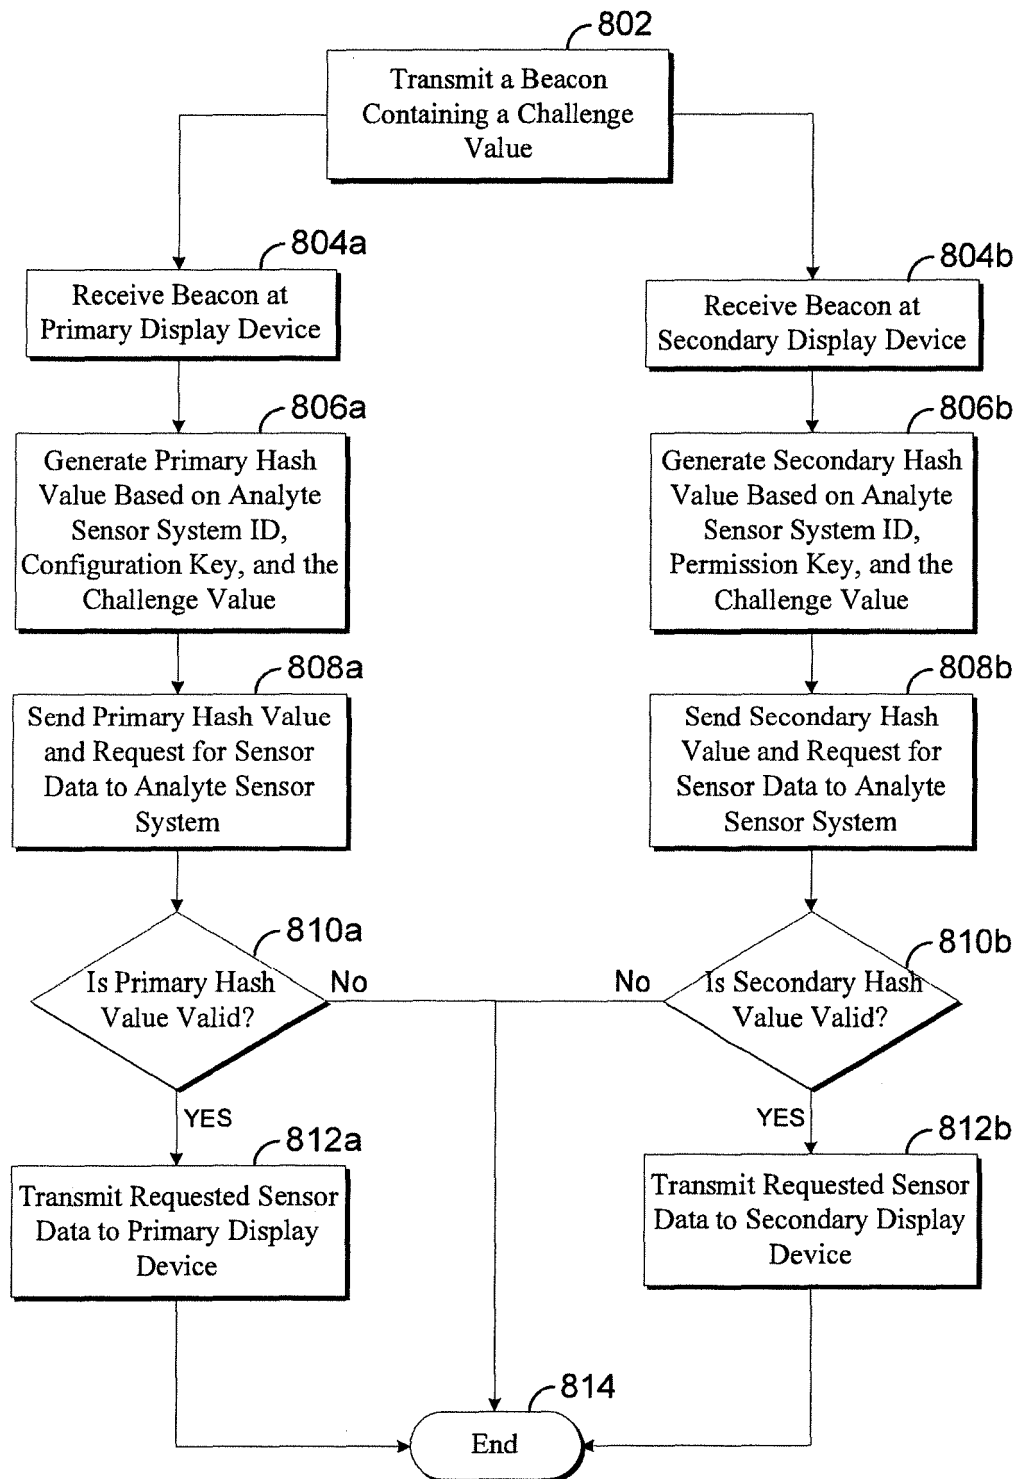 802
Transmit a Beacon
Containing a Challenge
Value
804a
Receive Beacon at
Primary Display Device
804b
Receive Beacon at
Secondary Display Device
806a
Generate Primary Hash
Value Based on Analyte
Sensor System ID,
Configuration Key, and the
Challenge Value
806b
Generate Secondary Hash
Value Based on Analyte
Sensor System ID,
Permission Key, and the
Challenge Value
808a
Send Primary Hash Value
and Request for Sensor
Data to Analyte Sensor
System
808b
Send Secondary Hash
Value and Request for
Sensor Data to Analyte
Sensor System
810a
Is Primary Hash
Value Valid?
No
810b
Is Secondary Hash
Value Valid?
No
YES
812a
Transmit Requested Sensor
Data to Primary Display
Device
YES
812b
Transmit Requested Sensor
Data to Secondary Display
Device
814
End